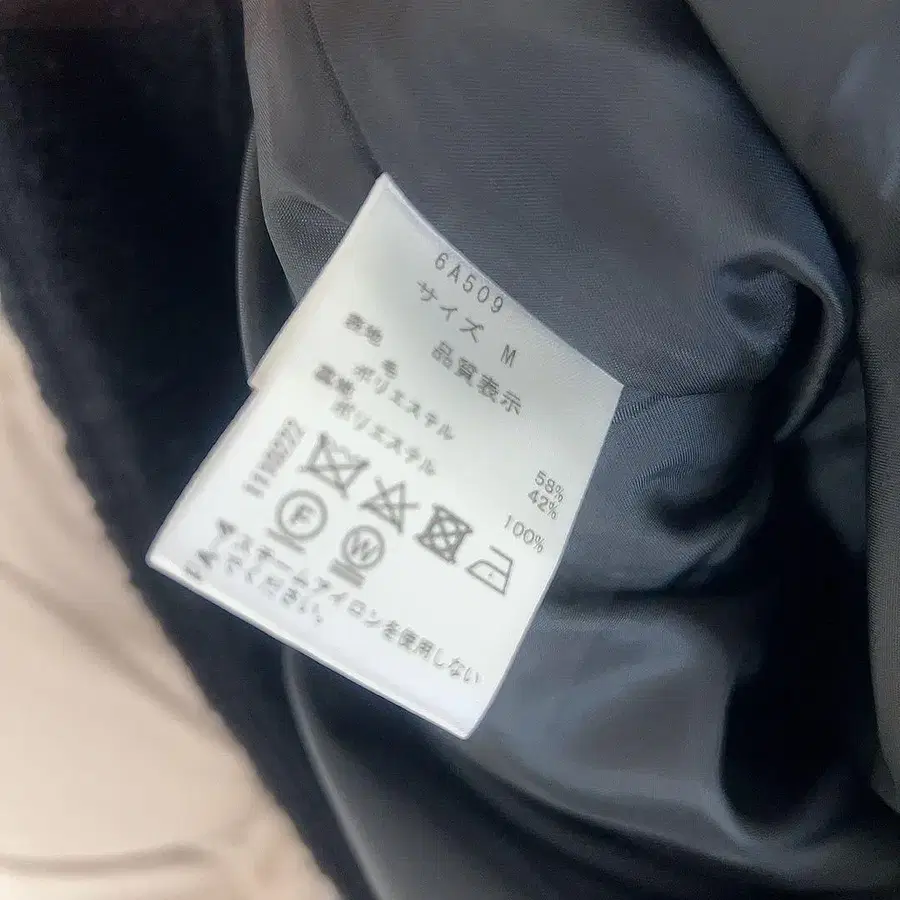 6A509
サイズ M
品質表示
表地 毛 58%
ポリエステル 42%
裏地 ポリエステル 100%
F
W
スチームアイロンを使用しない
でください。